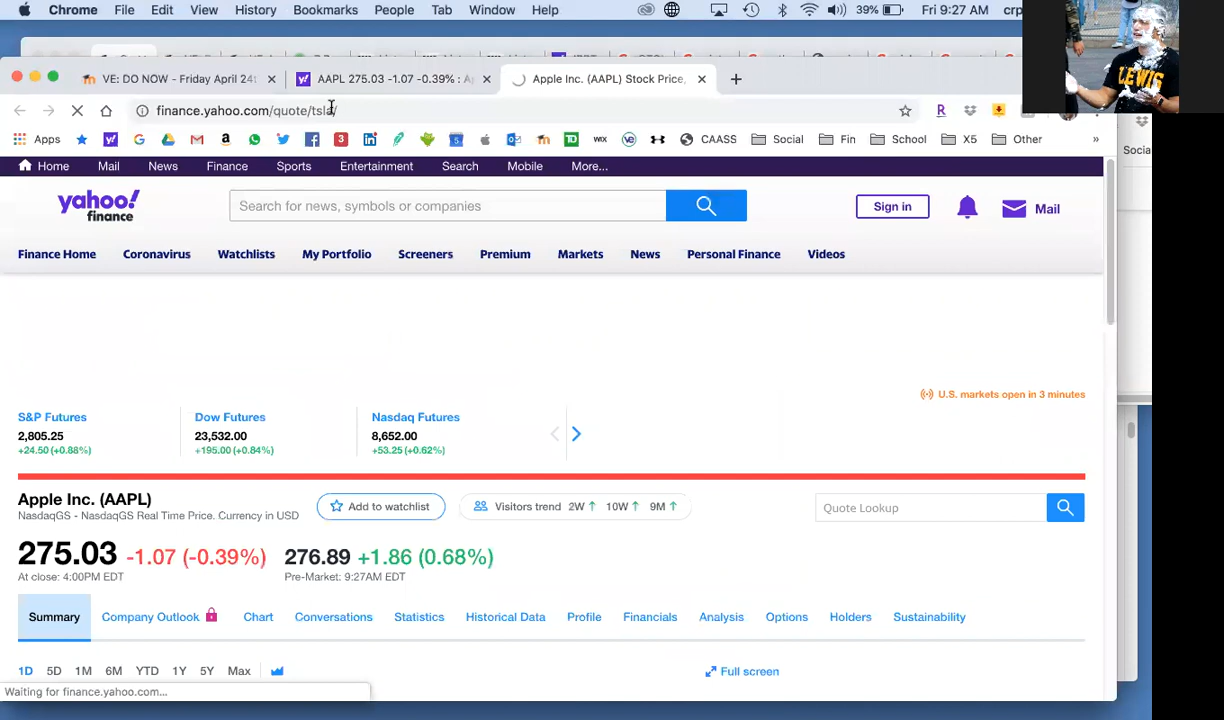 Chrome File Edit View History Bookmarks People Tab Window Help 39% Fri 9:27 AM crp
LEWIS
VE: DO NOW - Friday April 24t AAPL 275.03 -1.07 -0.39% : A Apple Inc. (AAPL) Stock Price,
finance.yahoo.com/quote/tsla/
Apps CAASS Social Fin School X5 Other
Socia
Home Mail News Finance Sports Entertainment Search Mobile More...
yahoo! finance
Search for news, symbols or companies
Sign in Mail
Finance Home Coronavirus Watchlists My Portfolio Screeners Premium Markets News Personal Finance Videos
U.S. markets open in 3 minutes
S&P Futures Dow Futures Nasdaq Futures
2,805.25 23,532.00 8,652.00
+24.50 (+0.88%) +195.00 (+0.84%) +53.25 (+0.62%)
Apple Inc. (AAPL)
NasdaqGS - NasdaqGS Real Time Price. Currency in USD
Add to watchlist
Visitors trend 2W ↑ 10W ↑ 9M ↑
Quote Lookup
275.03 -1.07 (-0.39%) 276.89 +1.86 (0.68%)
At close: 4:00PM EDT Pre-Market: 9:27AM EDT
Summary Company Outlook Chart Conversations Statistics Historical Data Profile Financials Analysis Options Holders Sustainability
1D 5D 1M 6M YTD 1Y 5Y Max Full screen
Waiting for finance.yahoo.com...